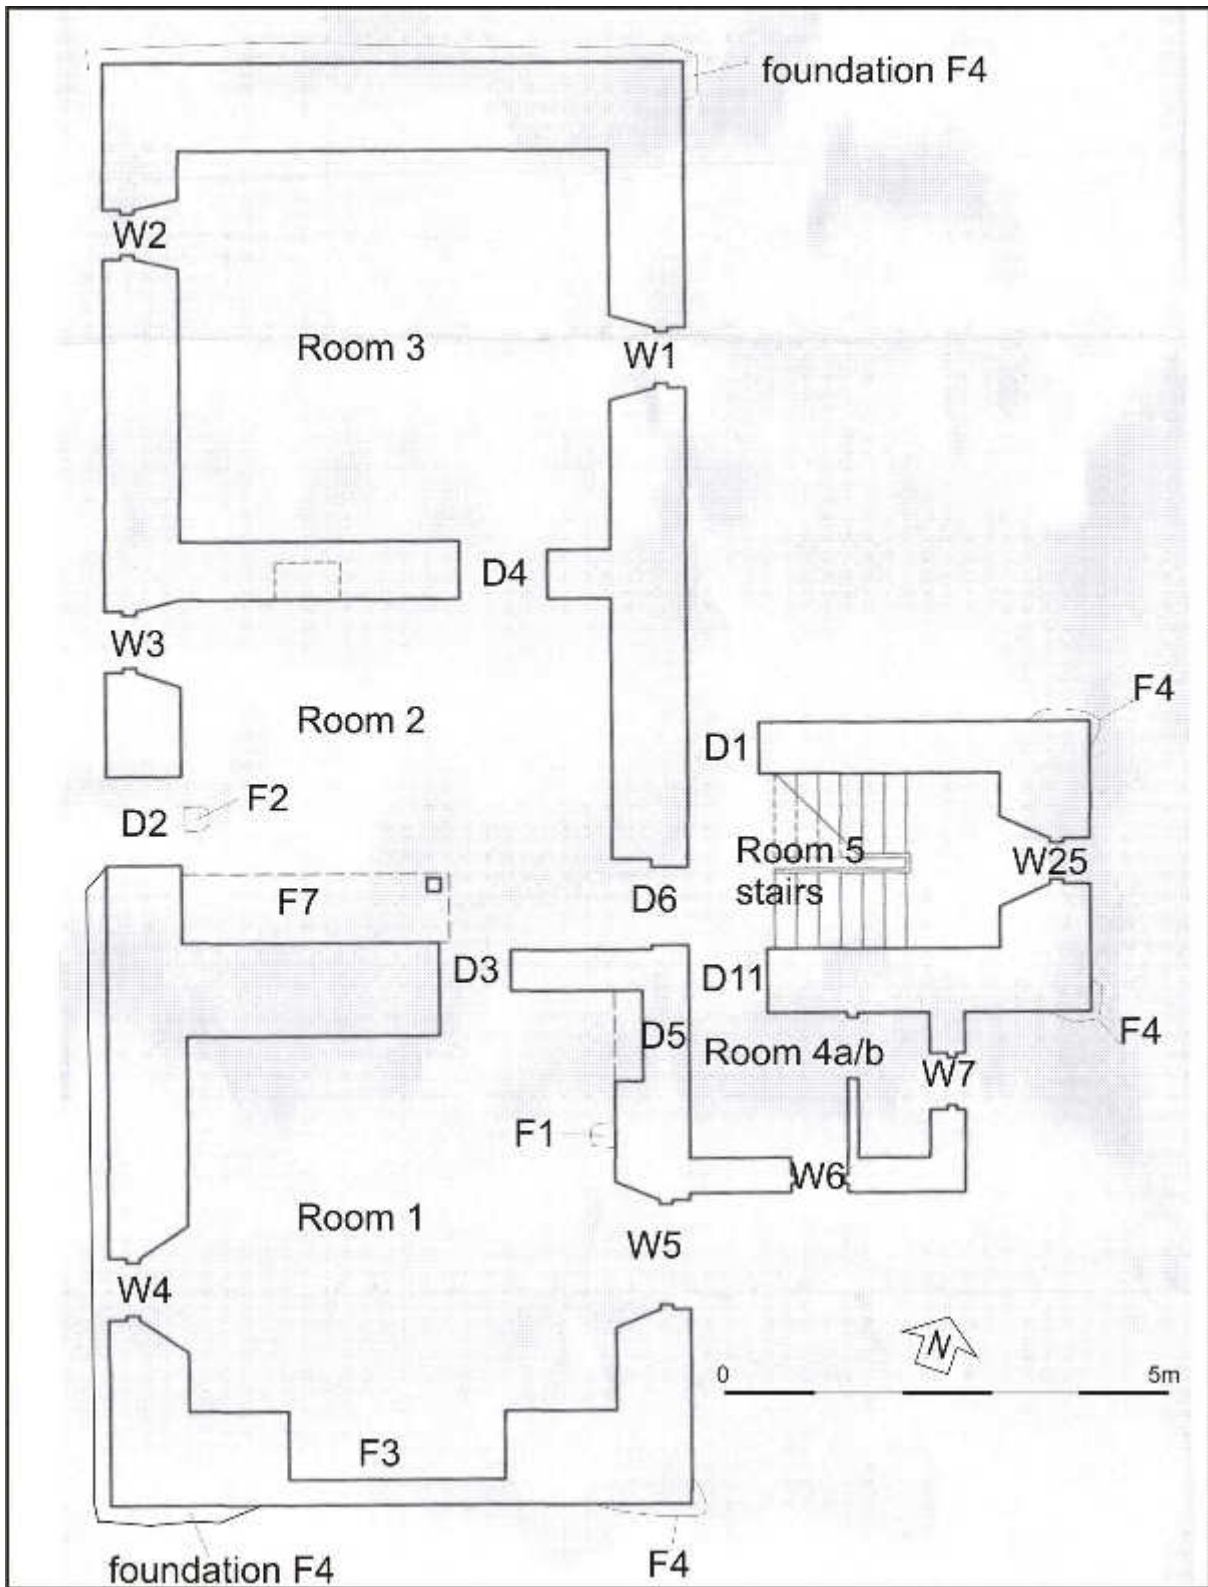 foundation F4
W2
Room 3
W1
D4
W3
F4
Room 2
D1
F2
D2
Room 5
stairs
W25
F7
D6
D3
D11
D5
Room 4a/b
F4
W7
F1
W6
Room 1
W5
W4
N
0
5m
F3
foundation F4
F4